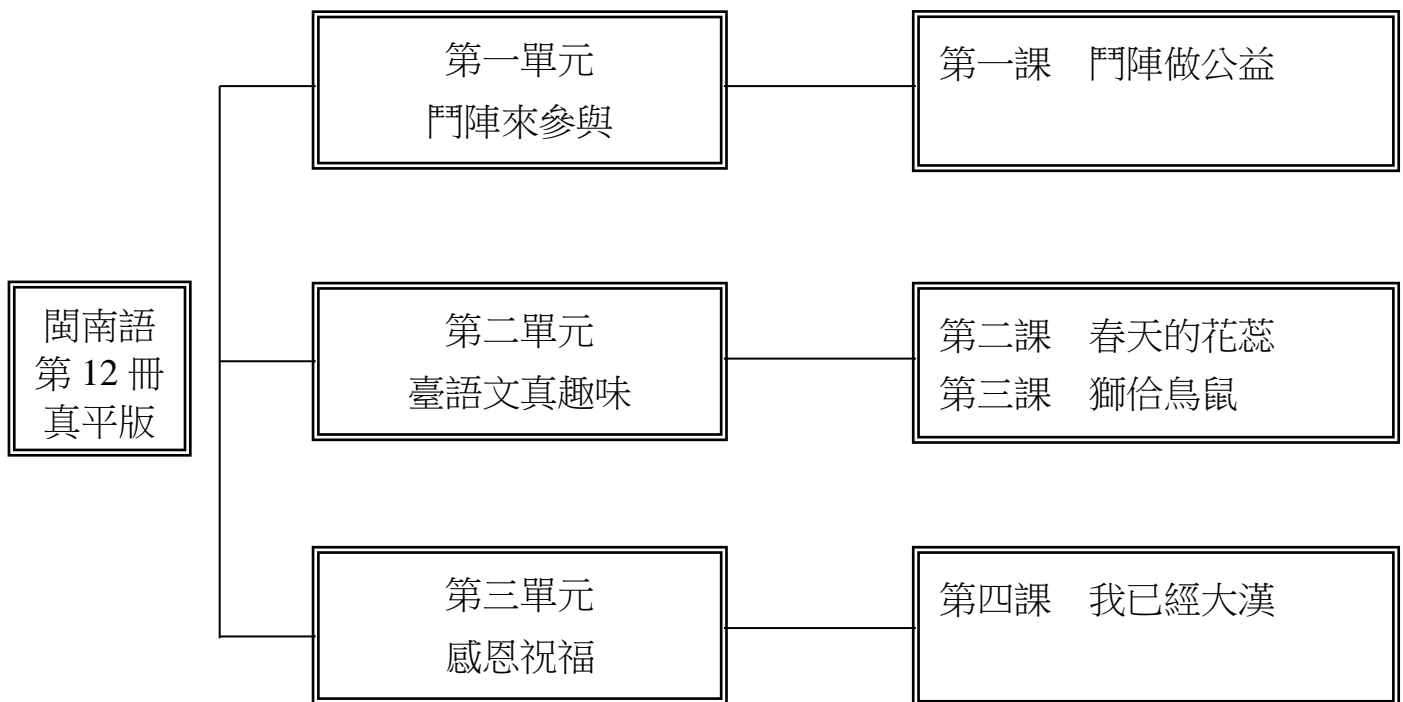 第一單元
鬥陣來參與
第一課　鬥陣做公益
閩南語
第 12 冊
真平版
第二單元
臺語文真趣味
第二課　春天的花蕊
第三課　獅佮鳥鼠
第三單元
感恩祝福
第四課　我已經大漢